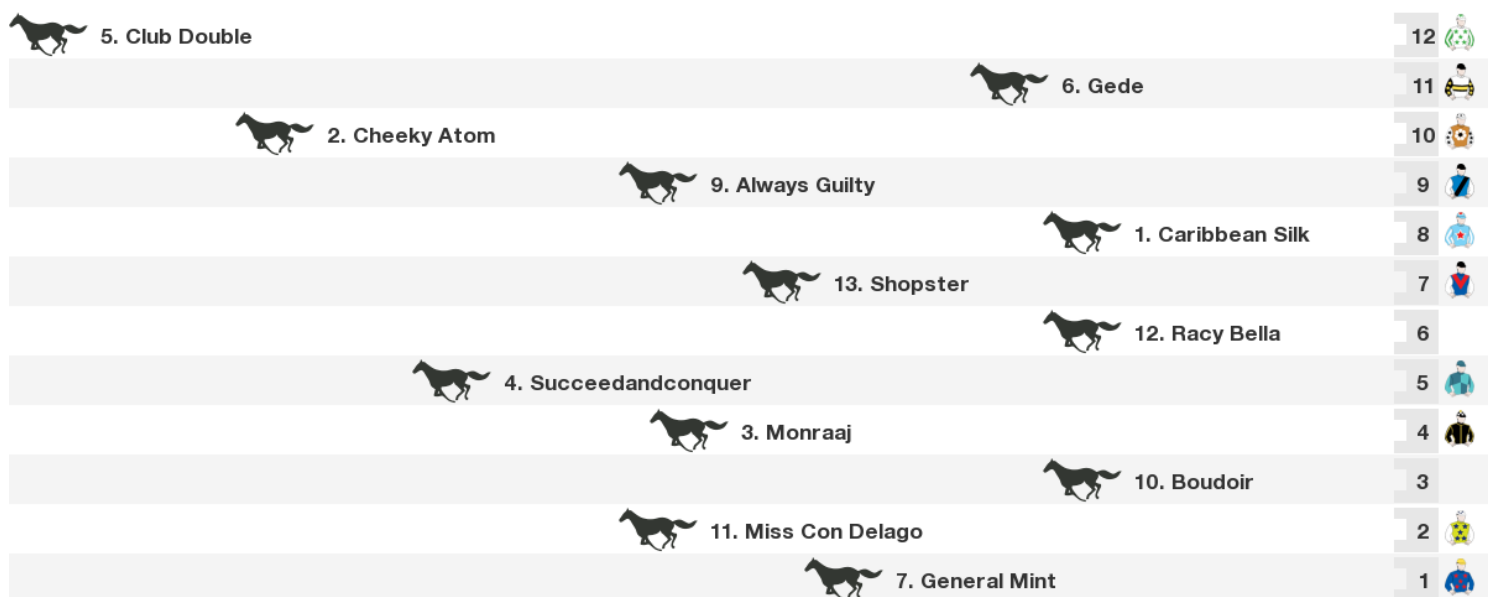 5. Club Double 12
6. Gede 11
2. Cheeky Atom 10
9. Always Guilty 9
1. Caribbean Silk 8
13. Shopster 7
12. Racy Bella 6
4. Succeedandconquer 5
3. Monraaj 4
10. Boudoir 3
11. Miss Con Delago 2
7. General Mint 1